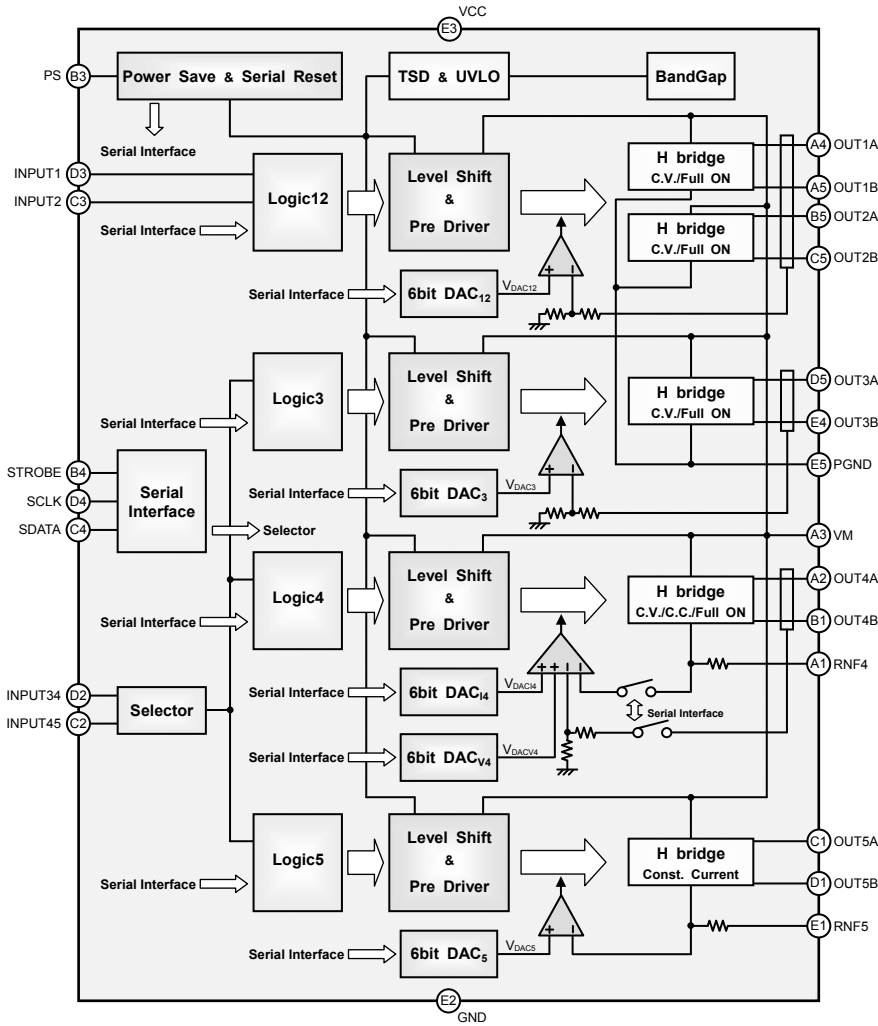 VCC
E3
PS B3 Power Save & Serial Reset TSD & UVLO BandGap
Serial Interface
INPUT1 D3
INPUT2 C3
Logic12
Level Shift
&
Pre Driver
H bridge
C.V./Full ON
A4 OUT1A
A5 OUT1B
H bridge
C.V./Full ON
B5 OUT2A
C5 OUT2B
Serial Interface
+ −
Serial Interface 6bit DAC12 VDAC12
Logic3
Level Shift
&
Pre Driver
H bridge
C.V./Full ON
D5 OUT3A
E4 OUT3B
Serial Interface
+ −
E5 PGND
Serial Interface 6bit DAC3 VDAC3
STROBE B4
SCLK D4
SDATA C4
Serial
Interface
Selector
A3 VM
Logic4
Level Shift
&
Pre Driver
H bridge
C.V./C.C./Full ON
A2 OUT4A
B1 OUT4B
Serial Interface
+ + − −
A1 RNF4
Serial Interface 6bit DACI4 VDACI4
Serial Interface
INPUT34 D2
INPUT45 C2
Selector
Serial Interface 6bit DACV4 VDACV4
Logic5
Level Shift
&
Pre Driver
H bridge
Const. Current
C1 OUT5A
D1 OUT5B
Serial Interface
+ −
E1 RNF5
Serial Interface 6bit DAC5 VDAC5
E2
GND